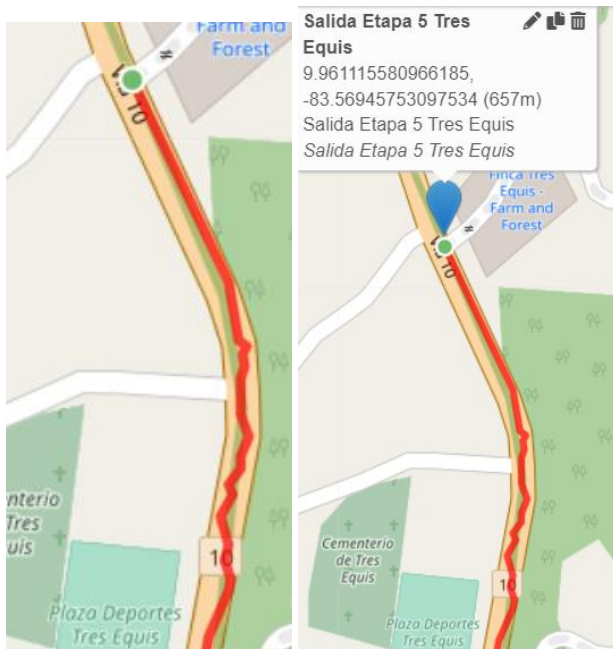 Farm and
Forest
10
nterio
Tres
uis
10
Plaza Deportes
Tres Equis
Salida Etapa 5 Tres
Equis
9.961115580966185,
-83.56945753097534 (657m)
Salida Etapa 5 Tres Equis
Salida Etapa 5 Tres Equis
Finca Tres
Equis -
Farm and
Forest
10
Cementerio
de Tres
Equis
10
Plaza Deportes
Tres Equis